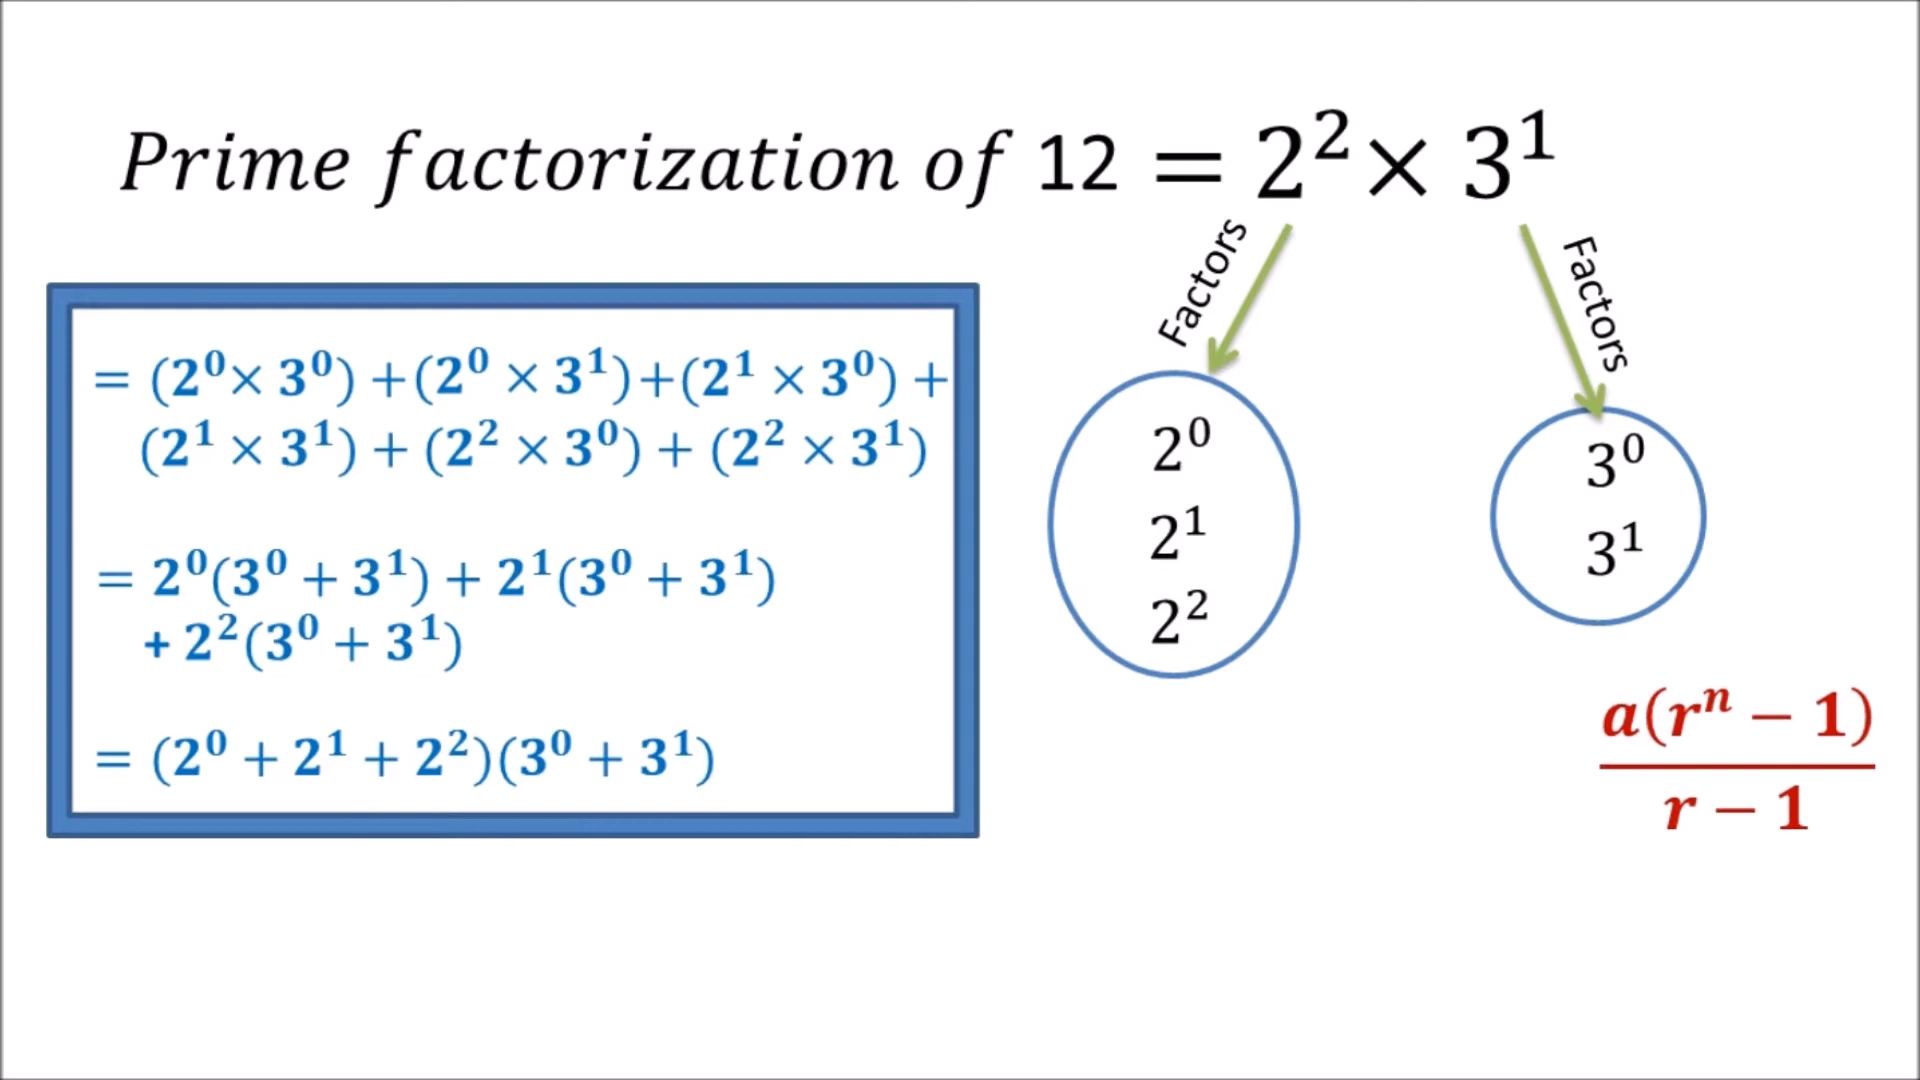 Prime factorization of 12 = 2² × 3¹
Factors
Factors
= (2⁰× 3⁰) +(2⁰ × 3¹)+(2¹ × 3⁰) +
(2¹ × 3¹) + (2² × 3⁰) + (2² × 3¹)
= 2⁰(3⁰ + 3¹) + 2¹(3⁰ + 3¹)
+ 2²(3⁰ + 3¹)
= (2⁰ + 2¹ + 2²)(3⁰ + 3¹)
2⁰
2¹
2²
3⁰
3¹
a(rⁿ − 1)
r − 1